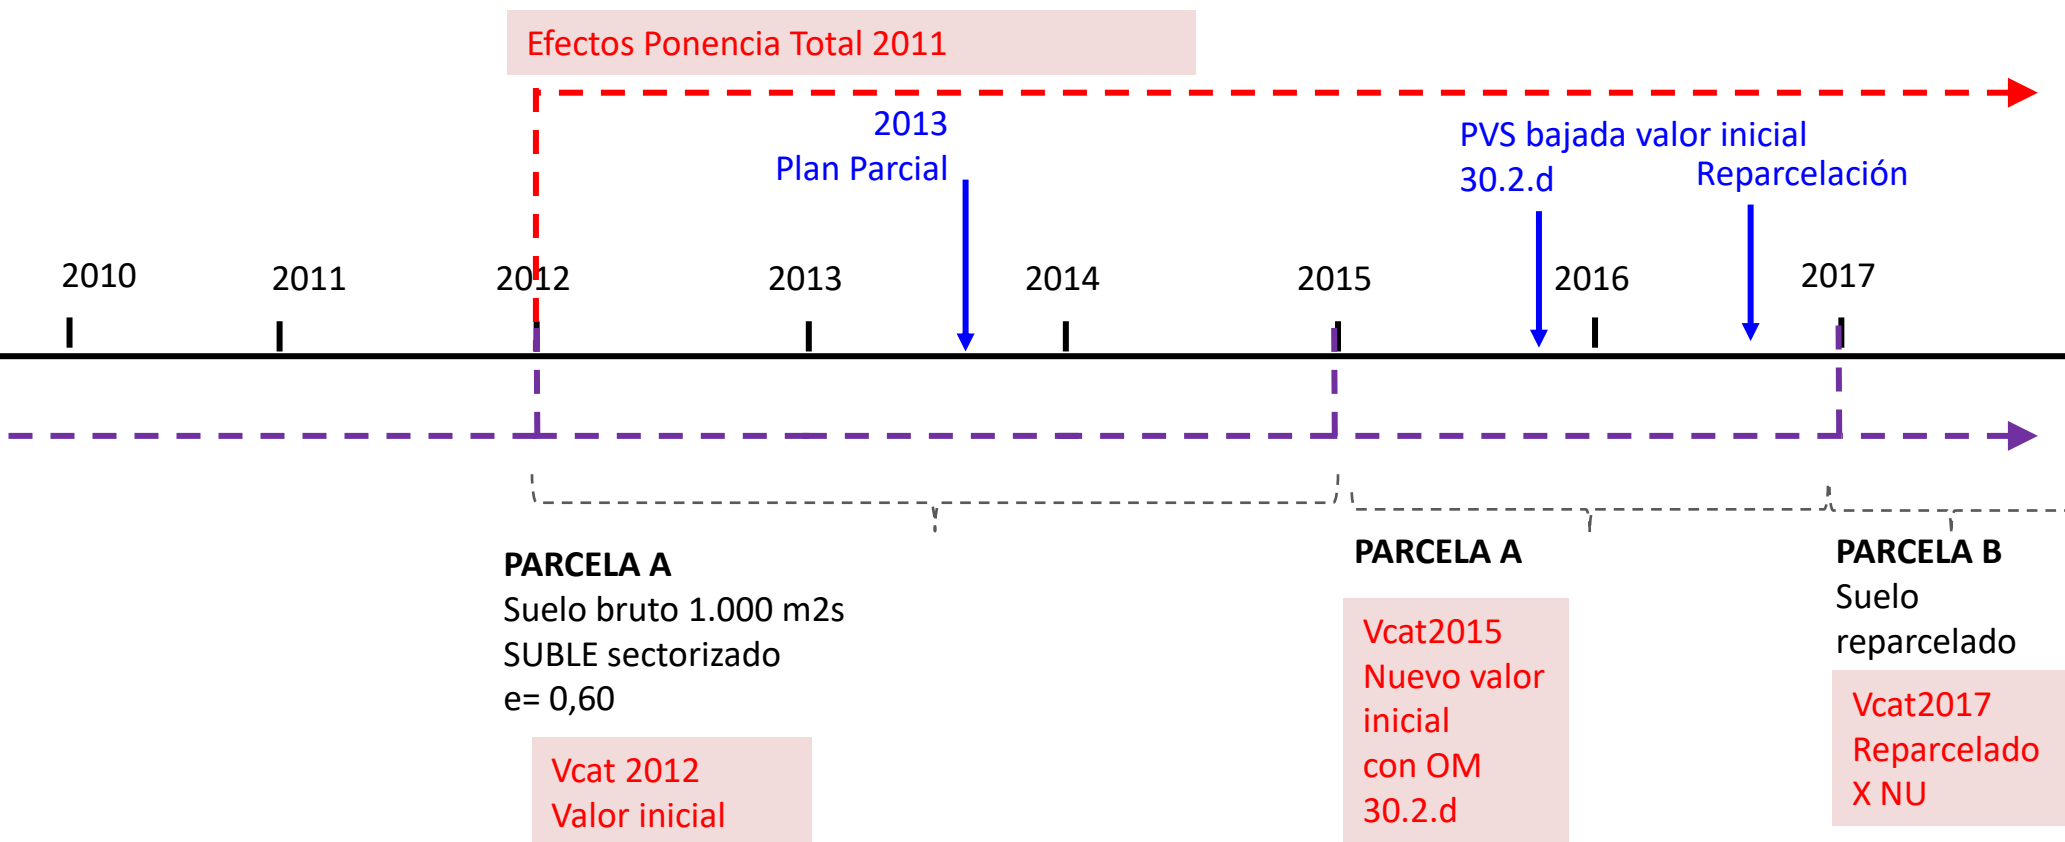 Efectos Ponencia Total 2011
2013
Plan Parcial
PVS bajada valor inicial
30.2.d
Reparcelación
2010
2011
2012
2013
2014
2015
2016
2017
PARCELA A
Suelo bruto 1.000 m2s
SUBLE sectorizado
e= 0,60
Vcat 2012
Valor inicial
PARCELA A
Vcat2015
Nuevo valor
inicial
con OM
30.2.d
PARCELA B
Suelo
reparcelado
Vcat2017
Reparcelado
X NU